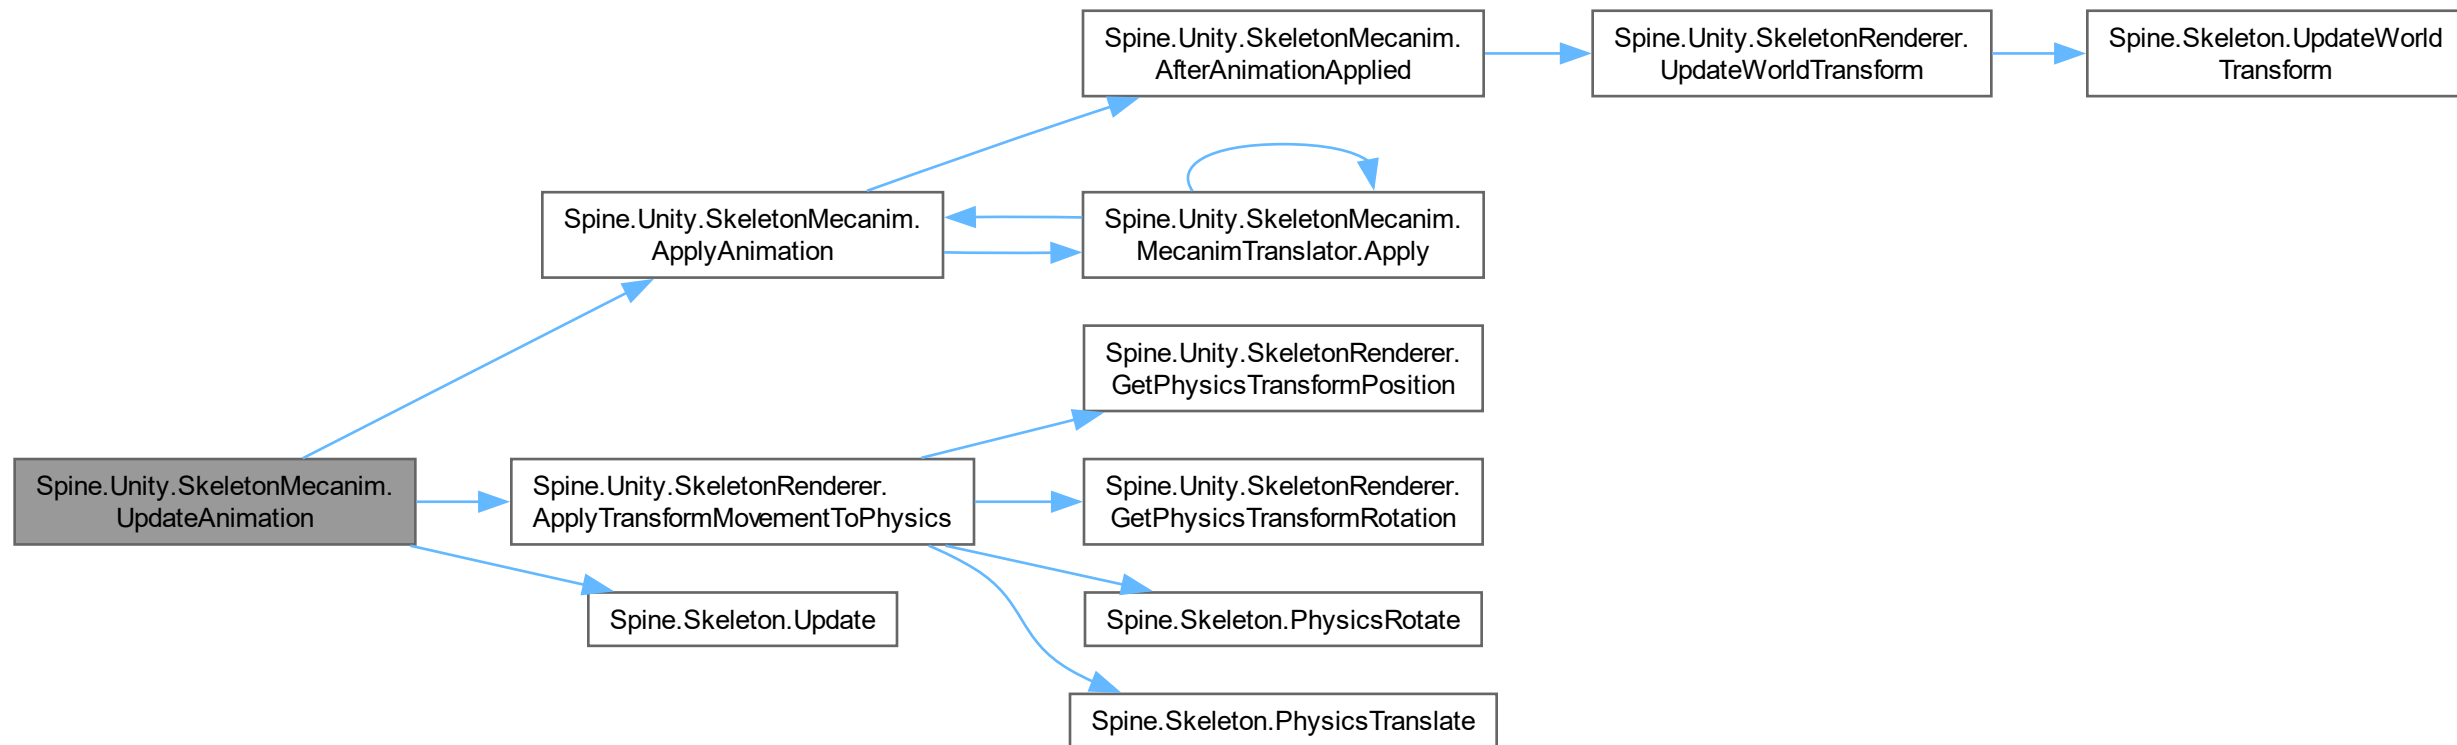 Spine.Unity.SkeletonMecanim.
AfterAnimationApplied
Spine.Unity.SkeletonRenderer.
UpdateWorldTransform
Spine.Skeleton.UpdateWorld
Transform
Spine.Unity.SkeletonMecanim.
ApplyAnimation
Spine.Unity.SkeletonMecanim.
MecanimTranslator.Apply
Spine.Unity.SkeletonRenderer.
GetPhysicsTransformPosition
Spine.Unity.SkeletonMecanim.
UpdateAnimation
Spine.Unity.SkeletonRenderer.
ApplyTransformMovementToPhysics
Spine.Unity.SkeletonRenderer.
GetPhysicsTransformRotation
Spine.Skeleton.Update
Spine.Skeleton.PhysicsRotate
Spine.Skeleton.PhysicsTranslate